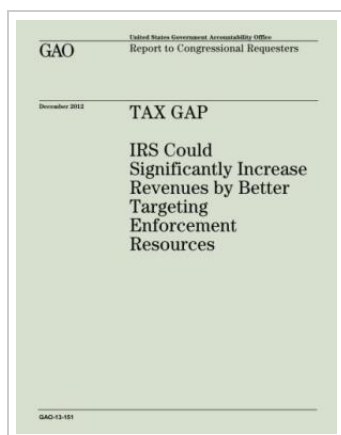 United States Government Accountability Office
GAO
Report to Congressional Requesters
December 2012
TAX GAP
IRS Could
Significantly Increase
Revenues by Better
Targeting
Enforcement
Resources
GAO-13-151